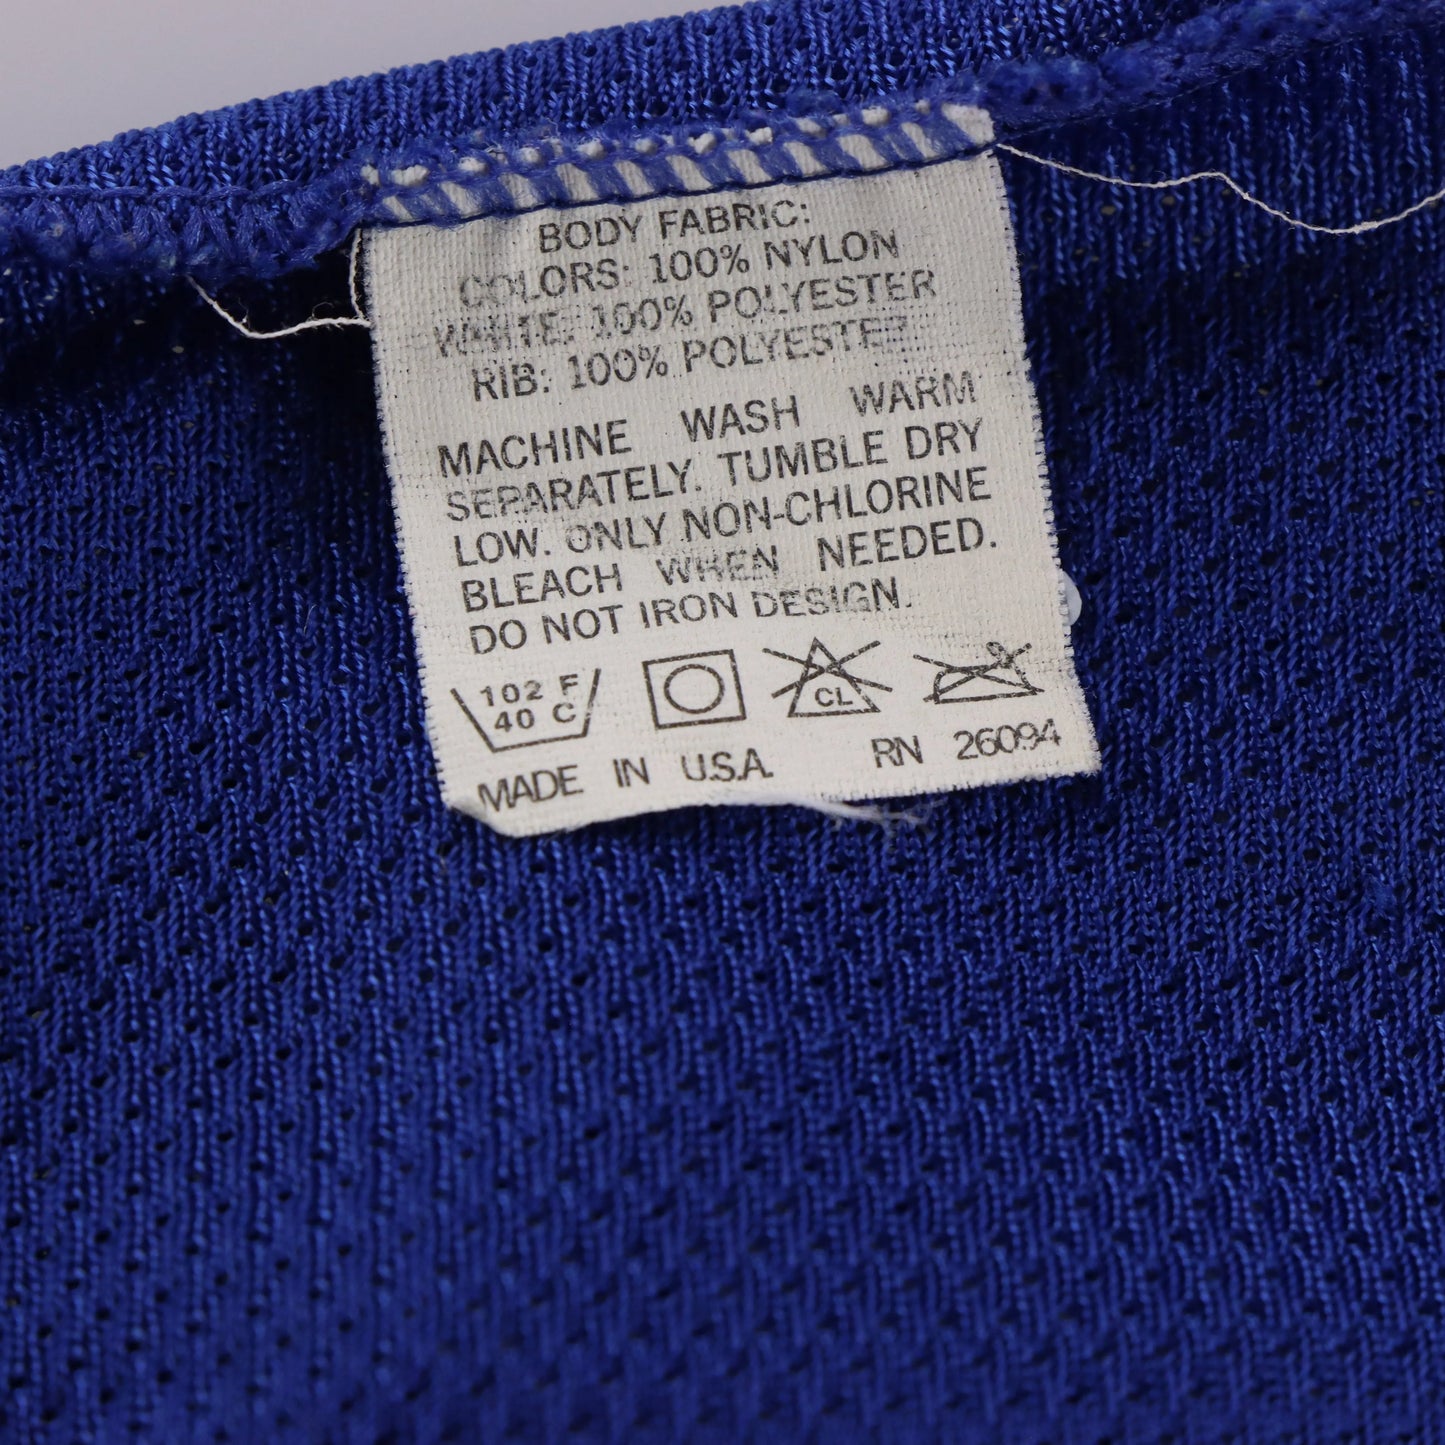 BODY FABRIC:
COLORS: 100% NYLON
WHITE: 100% POLYESTER
RIB: 100% POLYESTER
MACHINE WASH WARM
SEPARATELY. TUMBLE DRY
LOW. ONLY NON-CHLORINE
BLEACH WHEN NEEDED.
DO NOT IRON DESIGN.
102 F
40 C
CL
MADE IN U.S.A. RN 26094